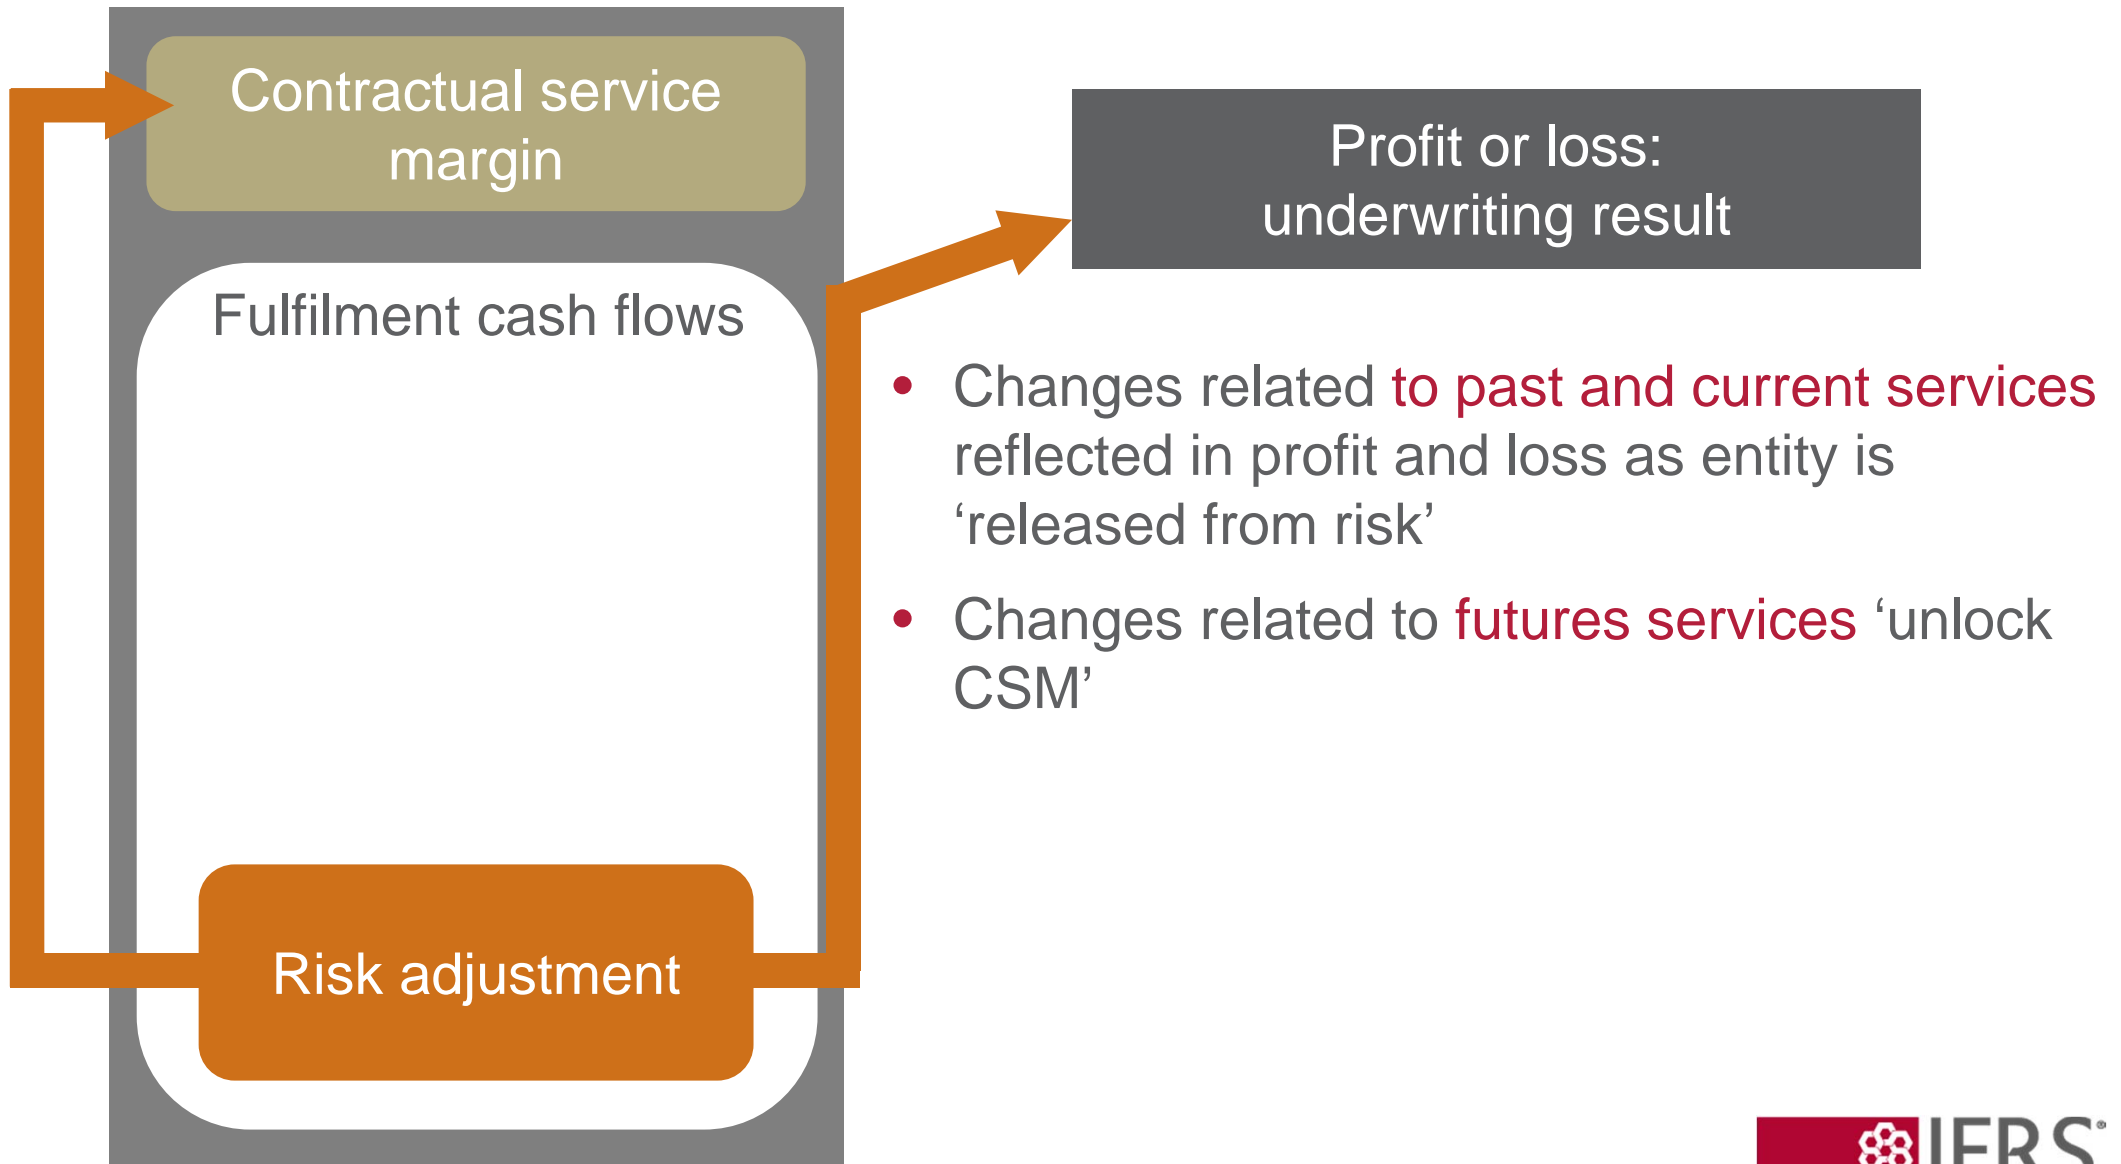 Contractual service
margin
Profit or loss:
underwriting result
Fulfilment cash flows
• Changes related to past and current services
reflected in profit and loss as entity is
‘released from risk’
• Changes related to futures services ‘unlock
CSM’
Risk adjustment
IFRS®